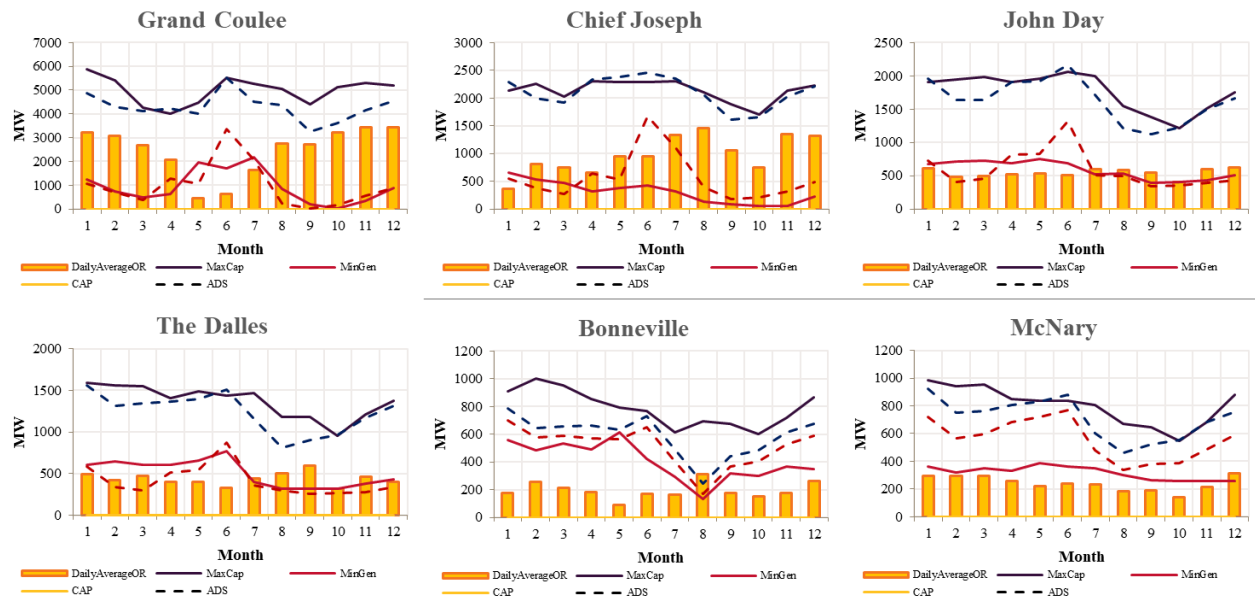 Grand Coulee
7000
6000
5000
4000
3000
2000
1000
0
MW
1 2 3 4 5 6 7 8 9 10 11 12
Month
DailyAverageOR MaxCap MinGen
CAP ADS
Chief Joseph
3000
2500
2000
1500
1000
500
0
MW
1 2 3 4 5 6 7 8 9 10 11 12
Month
DailyAverageOR MaxCap MinGen
CAP ADS
John Day
2500
2000
1500
1000
500
0
MW
1 2 3 4 5 6 7 8 9 10 11 12
Month
DailyAverageOR MaxCap MinGen
CAP ADS
The Dalles
2000
1500
1000
500
0
MW
1 2 3 4 5 6 7 8 9 10 11 12
Month
DailyAverageOR MaxCap MinGen
CAP ADS
Bonneville
1200
1000
800
600
400
200
0
MW
1 2 3 4 5 6 7 8 9 10 11 12
Month
DailyAverageOR MaxCap MinGen
CAP ADS
McNary
1200
1000
800
600
400
200
0
MW
1 2 3 4 5 6 7 8 9 10 11 12
Month
DailyAverageOR MaxCap MinGen
CAP ADS